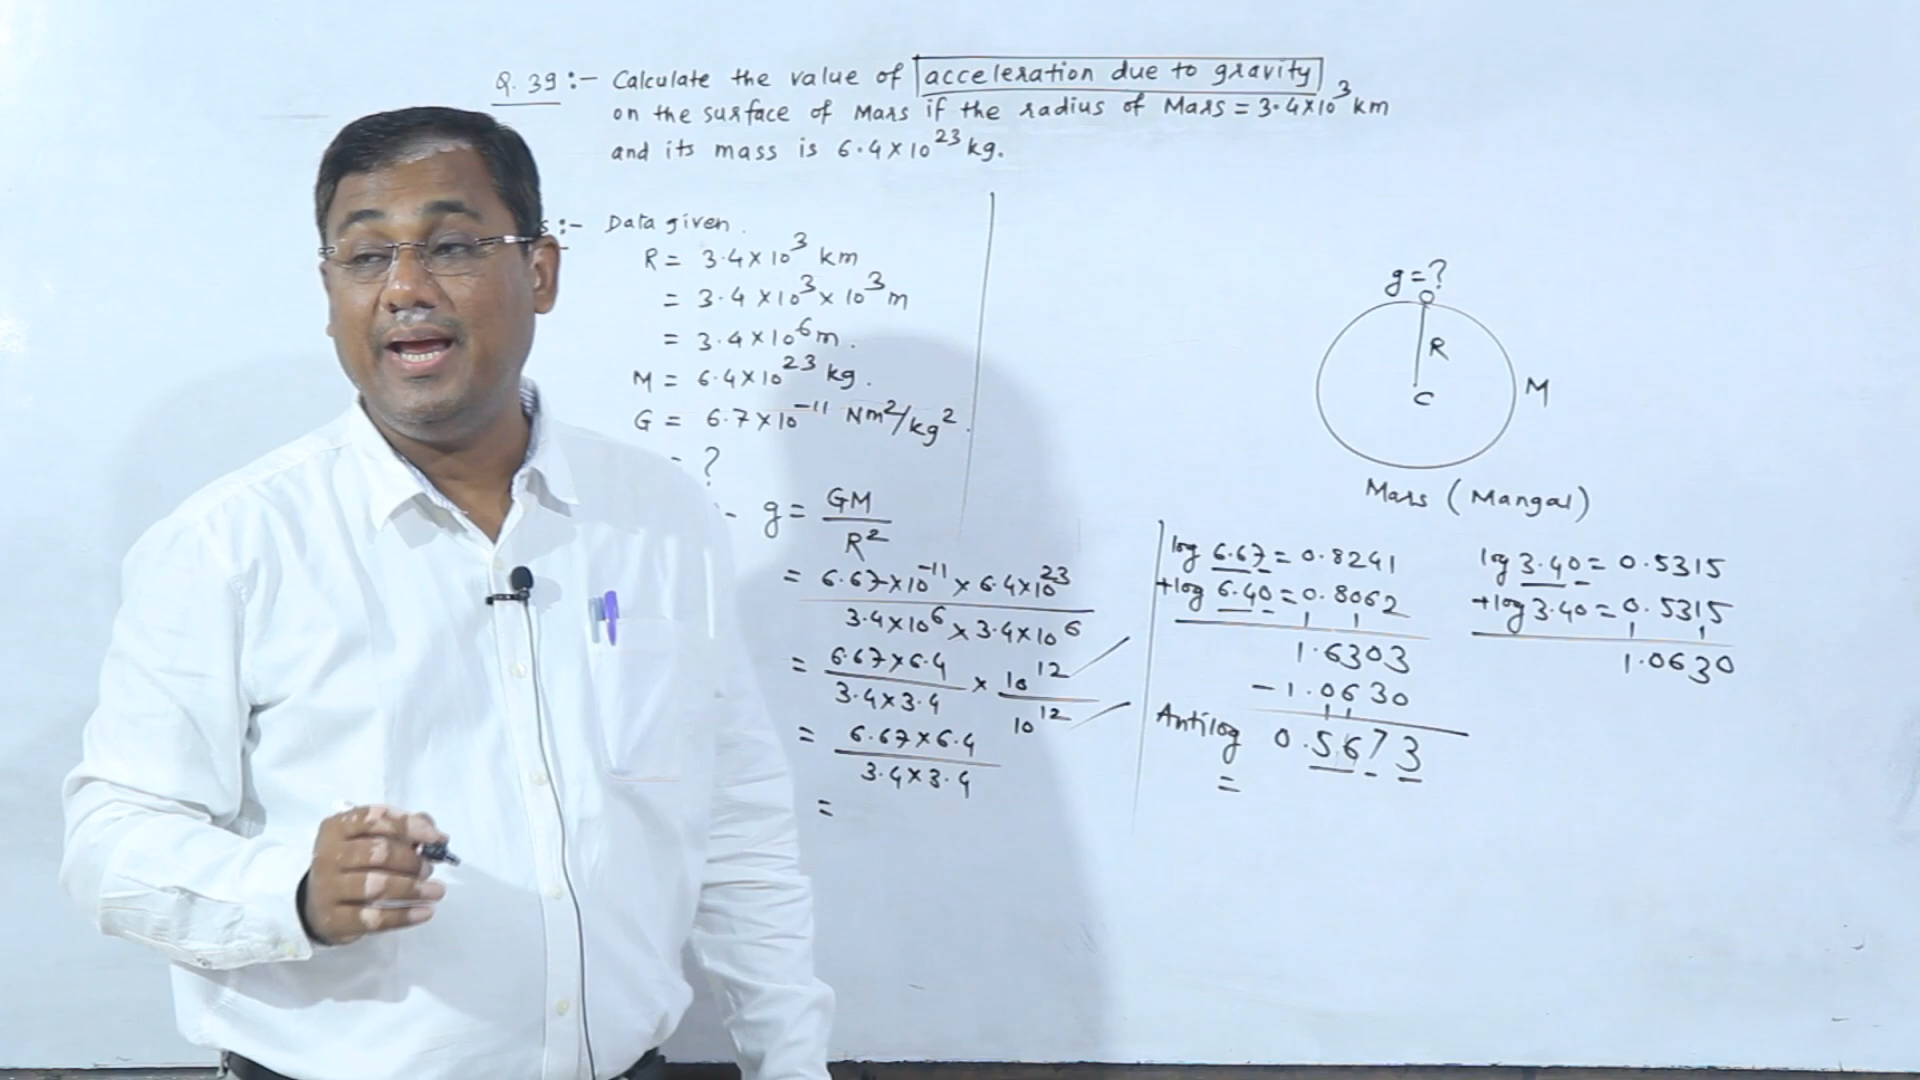 Q. 39 :- Calculate the value of acceleration due to gravity
on the surface of Mars if the radius of Mars = 3.4×10³ km
and its mass is 6.4×10²³ kg.
s :- Data given.
R = 3.4×10³ km
= 3.4×10³×10³ m
= 3.4×10⁶ m.
M = 6.4×10²³ kg.
G = 6.7×10⁻¹¹ Nm²/kg².
= ?
- g = GM
R²
= 6.67×10⁻¹¹ × 6.4×10²³
3.4×10⁶ × 3.4×10⁶
= 6.67×6.4 × 10¹²
3.4×3.4 10¹²
= 6.67×6.4
3.4×3.4
=
g = ?
R
M
C
Mars (Mangal)
log 6.67 = 0.8241
+log 6.40 = 0.8062
1.6303
-1.0630
Antilog 0.5673
=
log 3.40 = 0.5315
+log 3.40 = 0.5315
1.0630